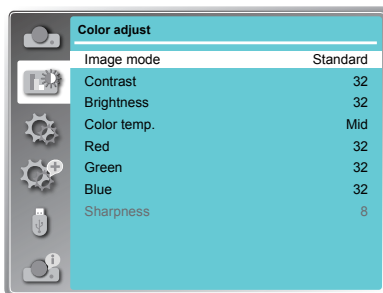 Color adjust
Image mode Standard
Contrast 32
Brightness 32
Color temp. Mid
Red 32
Green 32
Blue 32
Sharpness 8